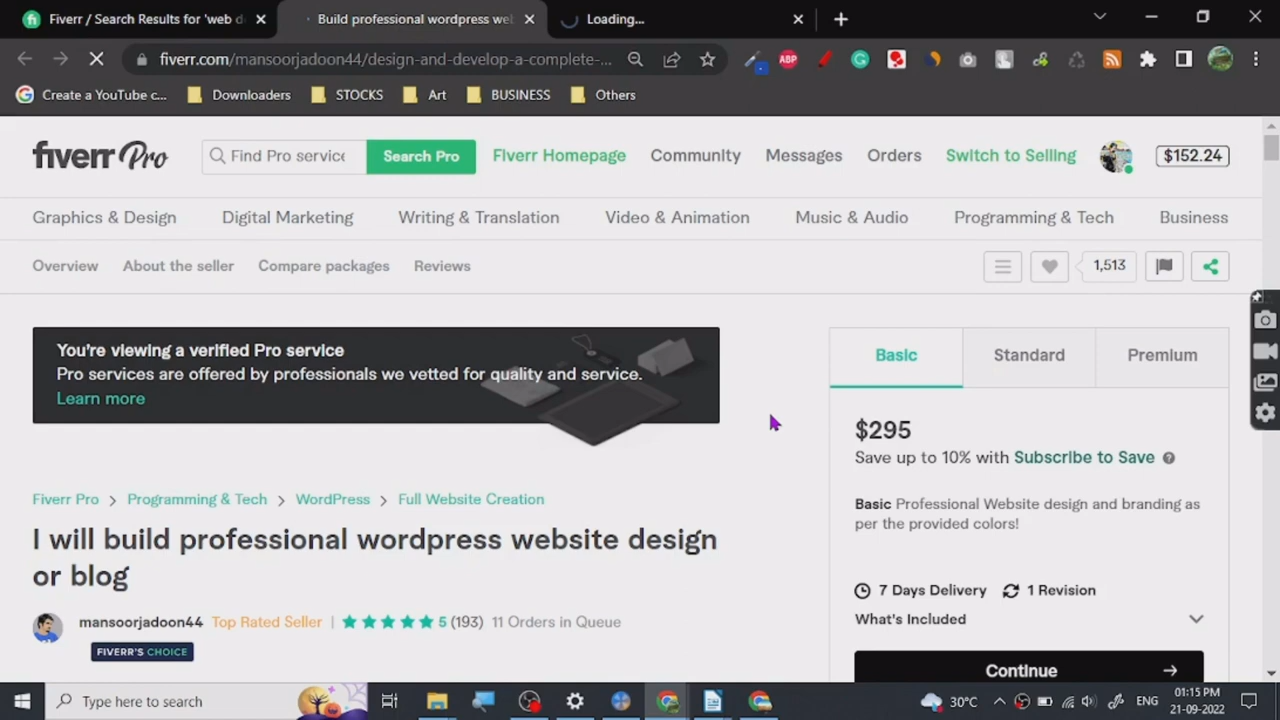 Fiverr / Search Results for 'web d
Build professional wordpress we
Loading...
fiverr.com/mansoorjadoon44/design-and-develop-a-complete-...
Create a YouTube c...
Downloaders
STOCKS
Art
BUSINESS
Others
fiverr Pro
Find Pro service
Search Pro
Fiverr Homepage
Community
Messages
Orders
Switch to Selling
$152.24
Graphics & Design
Digital Marketing
Writing & Translation
Video & Animation
Music & Audio
Programming & Tech
Business
Overview
About the seller
Compare packages
Reviews
1,513
You're viewing a verified Pro service
Pro services are offered by professionals we vetted for quality and service.
Learn more
Basic
Standard
Premium
$295
Save up to 10% with Subscribe to Save
Basic Professional Website design and branding as
per the provided colors!
7 Days Delivery
1 Revision
What's Included
Continue
Fiverr Pro > Programming & Tech > WordPress > Full Website Creation
I will build professional wordpress website design
or blog
mansoorjadoon44 Top Rated Seller | 5 (193) 11 Orders in Queue
FIVERR'S CHOICE
Type here to search
30°C
ENG
01:15 PM
21-09-2022